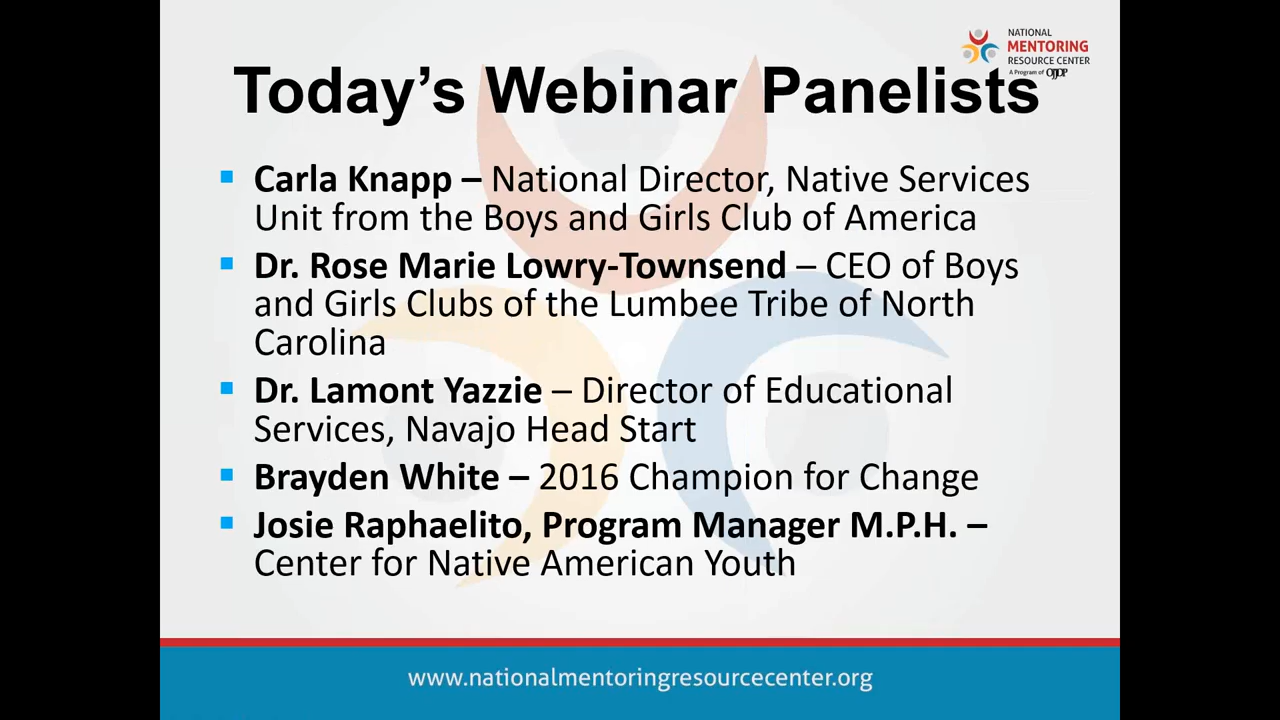 NATIONAL
MENTORING
RESOURCE CENTER
A Program of OJJDP
Today's Webinar Panelists
▪ Carla Knapp – National Director, Native Services
Unit from the Boys and Girls Club of America
▪ Dr. Rose Marie Lowry-Townsend – CEO of Boys
and Girls Clubs of the Lumbee Tribe of North
Carolina
▪ Dr. Lamont Yazzie – Director of Educational
Services, Navajo Head Start
▪ Brayden White – 2016 Champion for Change
▪ Josie Raphaelito, Program Manager M.P.H. –
Center for Native American Youth
www.nationalmentoringresourcecenter.org